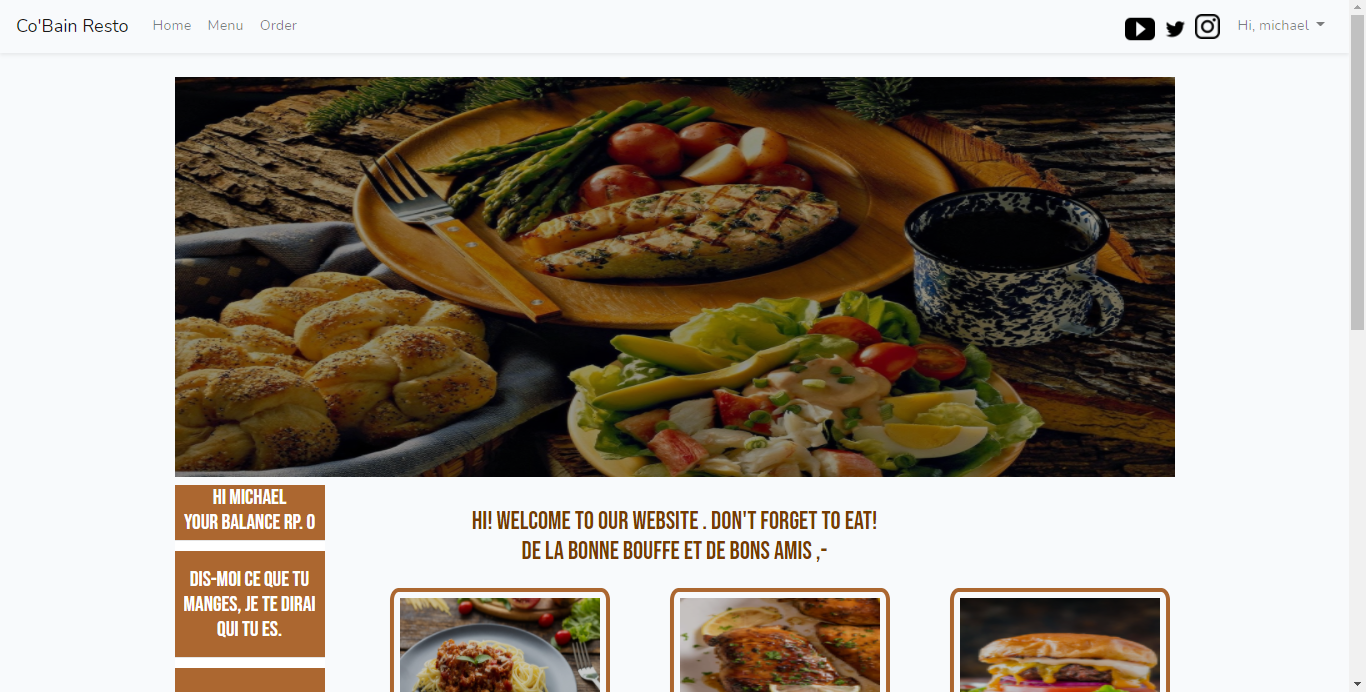 Co'Bain Resto Home Menu Order Hi, michael
HI MICHAEL
YOUR BALANCE RP. 0
HI! WELCOME TO OUR WEBSITE . DON'T FORGET TO EAT!
DE LA BONNE BOUFFE ET DE BONS AMIS ,-
DIS-MOI CE QUE TU
MANGES, JE TE DIRAI
QUI TU ES.